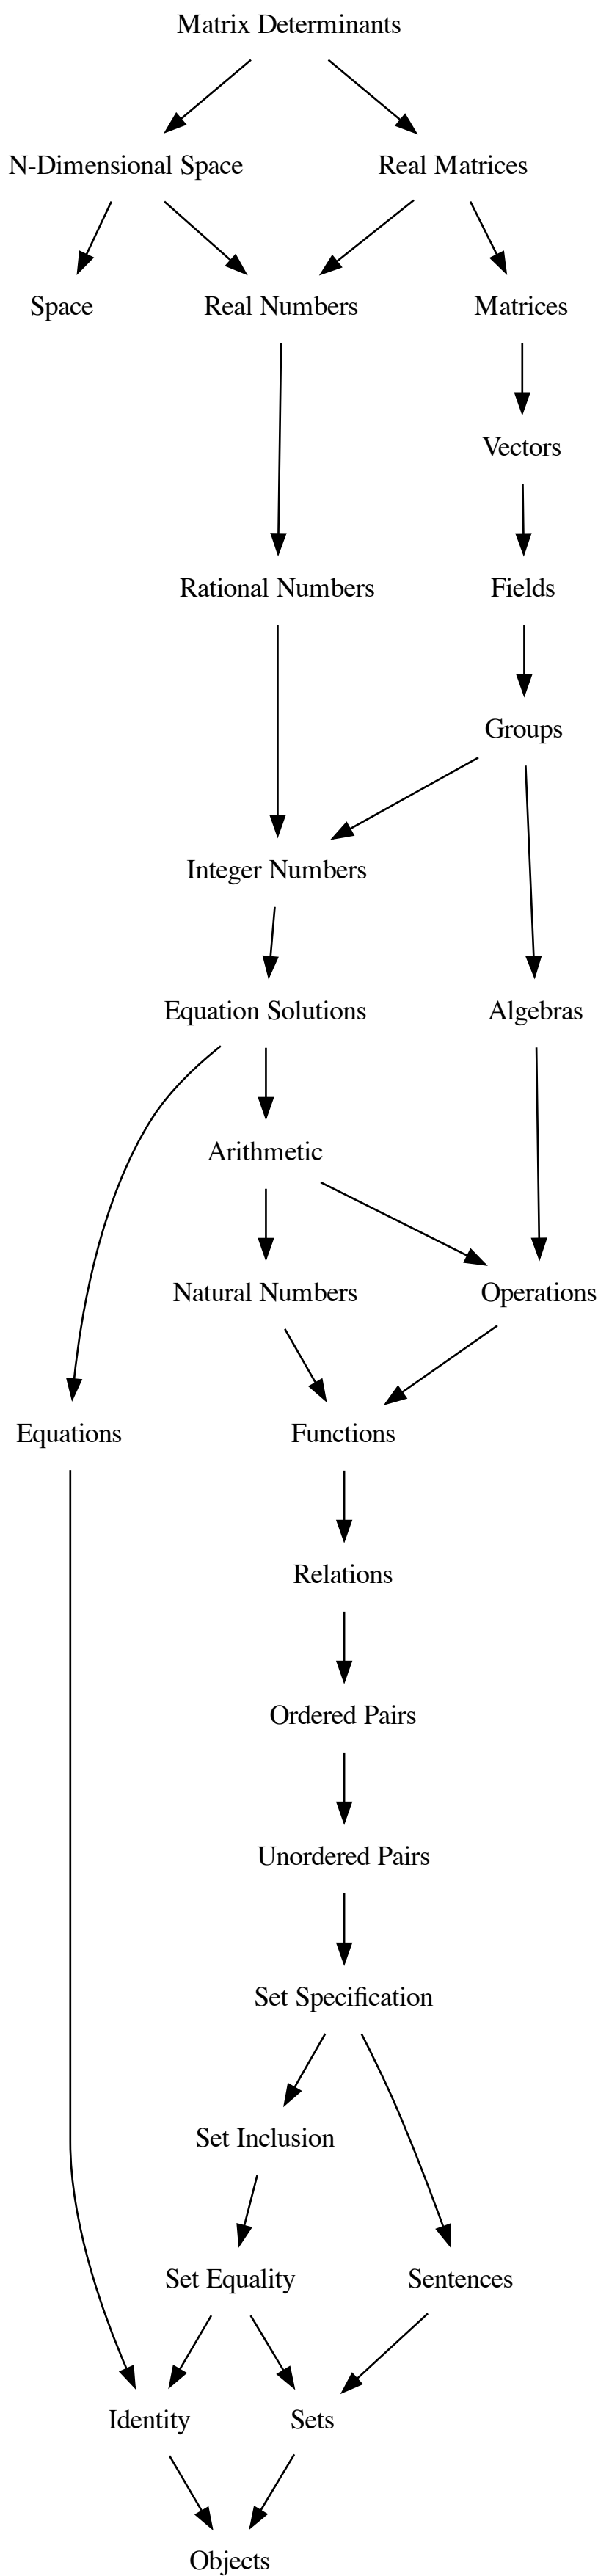 Matrix Determinants
N-Dimensional Space
Real Matrices
Space
Real Numbers
Matrices
Vectors
Rational Numbers
Fields
Groups
Integer Numbers
Equation Solutions
Algebras
Arithmetic
Natural Numbers
Operations
Equations
Functions
Relations
Ordered Pairs
Unordered Pairs
Set Specification
Set Inclusion
Set Equality
Sentences
Identity
Sets
Objects